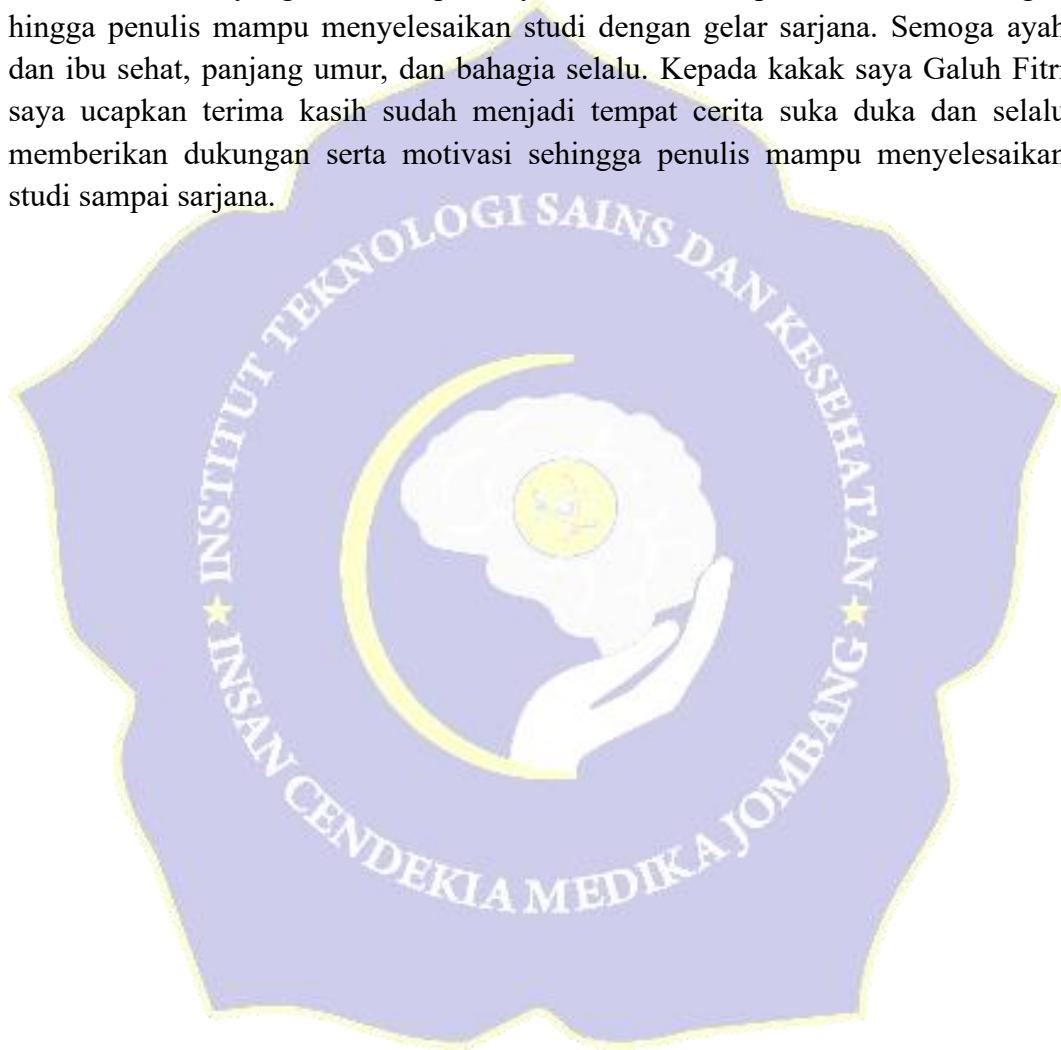 hingga penulis mampu menyelesaikan studi dengan gelar sarjana. Semoga ayah
dan ibu sehat, panjang umur, dan bahagia selalu. Kepada kakak saya Galuh Fitri
saya ucapkan terima kasih sudah menjadi tempat cerita suka duka dan selalu
memberikan dukungan serta motivasi sehingga penulis mampu menyelesaikan
studi sampai sarjana.
INSTITUT TEKNOLOGI SAINS DAN KESEHATAN
INSAN CENDEKIA MEDIKA JOMBANG